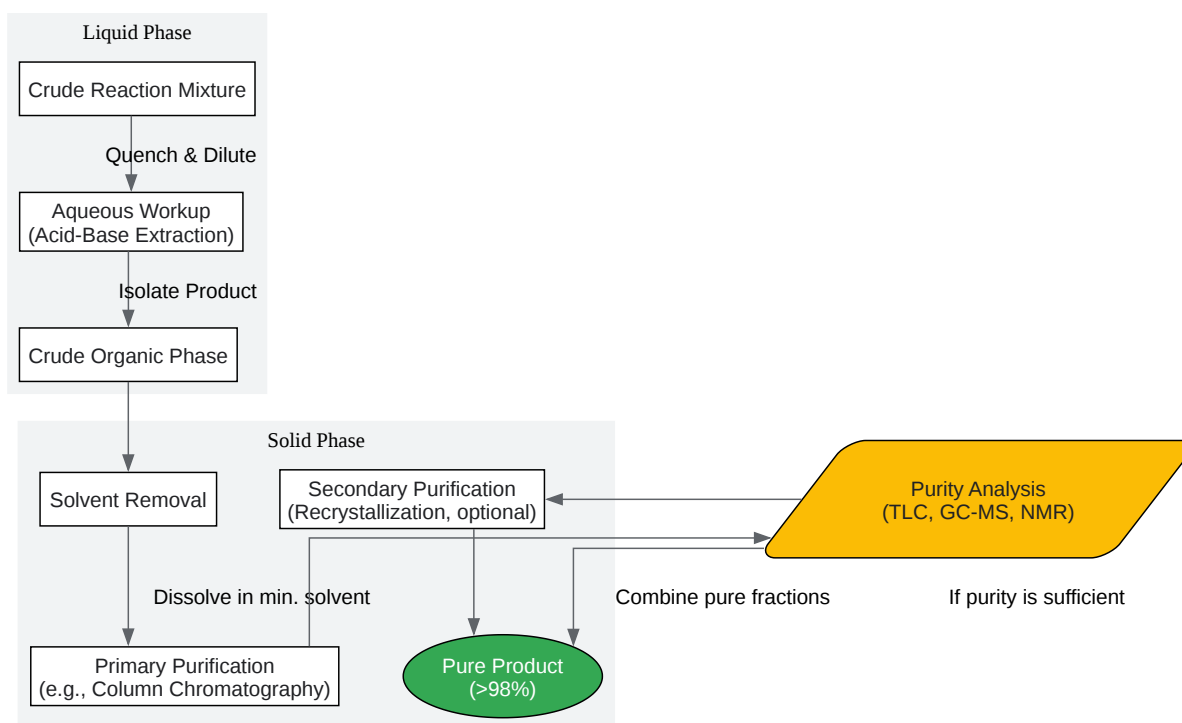 Liquid Phase
Crude Reaction Mixture
Quench & Dilute
Aqueous Workup
(Acid-Base Extraction)
Isolate Product
Crude Organic Phase
Solid Phase
Solvent Removal
Secondary Purification
(Recrystallization, optional)
Purity Analysis
(TLC, GC-MS, NMR)
Dissolve in min. solvent
Combine pure fractions
If purity is sufficient
Primary Purification
(e.g., Column Chromatography)
Pure Product
(>98%)